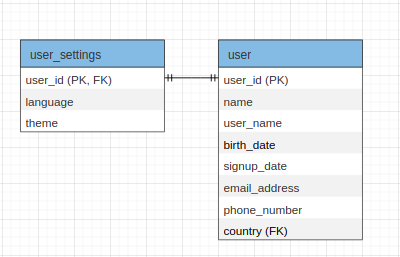 user_settings
user_id (PK, FK)
language
theme
user
user_id (PK)
name
user_name
birth_date
signup_date
email_address
phone_number
country (FK)